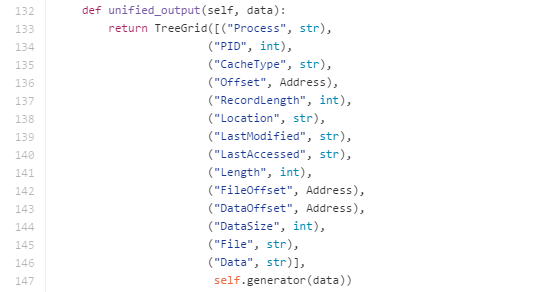 132 def unified_output(self, data):
133 return TreeGrid([("Process", str),
134 ("PID", int),
135 ("CacheType", str),
136 ("Offset", Address),
137 ("RecordLength", int),
138 ("Location", str),
139 ("LastModified", str),
140 ("LastAccessed", str),
141 ("Length", int),
142 ("FileOffset", Address),
143 ("DataOffset", Address),
144 ("DataSize", int),
145 ("File", str),
146 ("Data", str)],
147 self.generator(data))